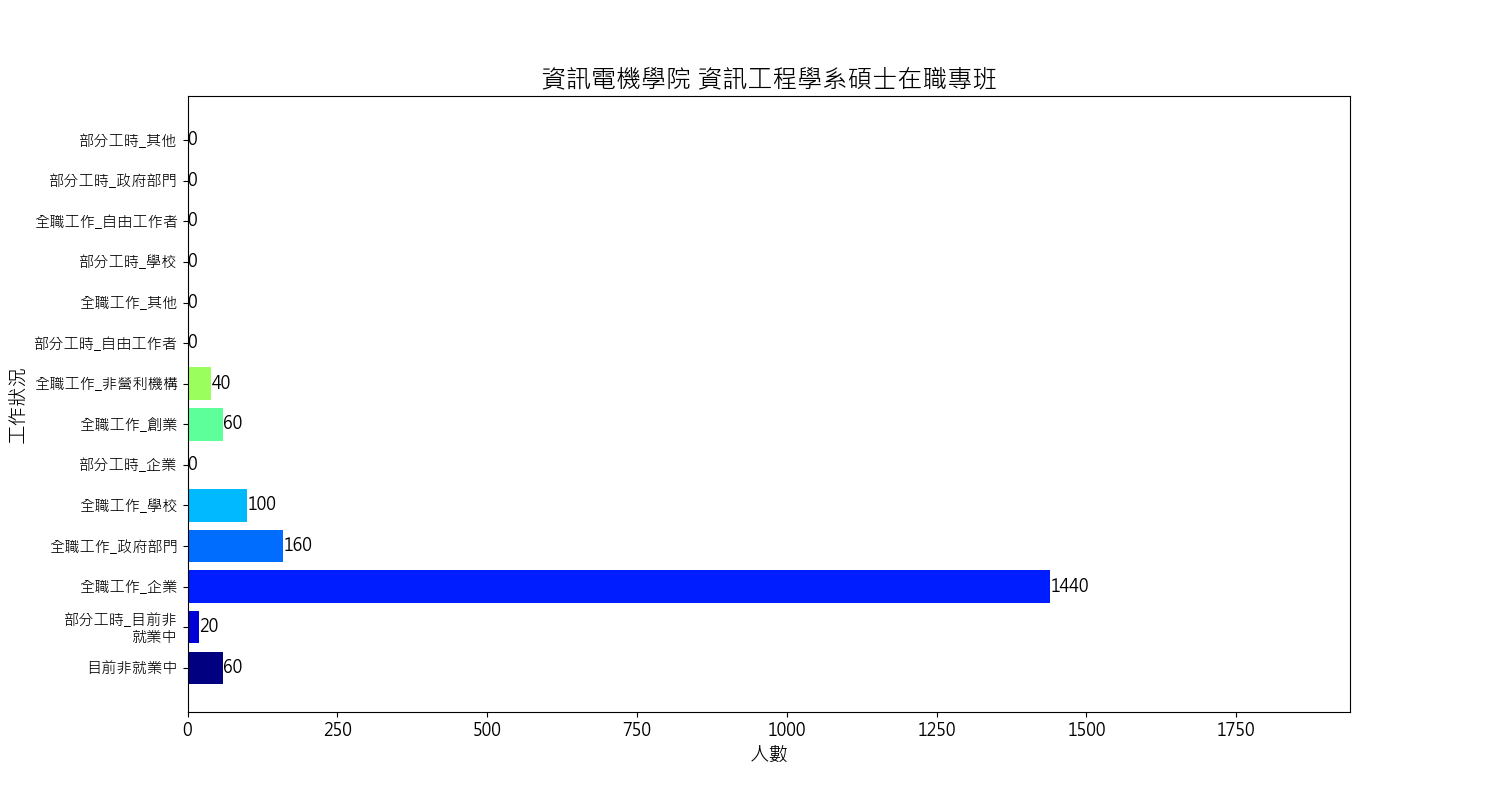 資訊電機學院 資訊工程學系碩士在職專班
部分工時_其他 0
部分工時_政府部門 0
全職工作_自由工作者 0
部分工時_學校 0
全職工作_其他 0
部分工時_自由工作者 0
全職工作_非營利機構 40
全職工作_創業 60
部分工時_企業 0
全職工作_學校 100
全職工作_政府部門 160
全職工作_企業 1440
部分工時_目前非
就業中 20
目前非就業中 60
工作狀況
0 250 500 750 1000 1250 1500 1750
人數